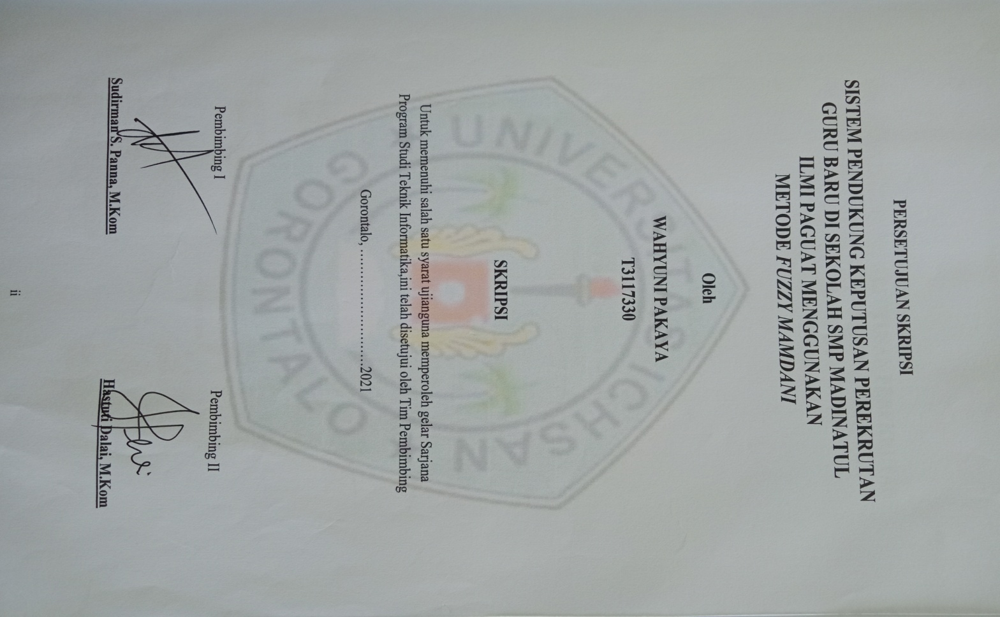 PERSETUJUAN SKRIPSI
SISTEM PENDUKUNG KEPUTUSAN PEREKRUTAN
GURU BARU DI SEKOLAH SMP MADINATUL
ILMI PAGUAT MENGGUNAKAN
METODE FUZZY MAMDANI
Oleh
WAHYUNI PAKAYA
T3117330
SKRIPSI
Untuk memenuhi salah satu syarat ujianguna memperoleh gelar Sarjana
Program Studi Teknik Informatika,ini telah disetujui oleh Tim Pembimbing
Gorontalo, ..............................2021
Pembimbing I
Pembimbing II
Sudirman S. Panna, M.Kom
Hastuti Dalai, M.Kom
ii
UNIVERSITAS ICHSAN
GORONTALO